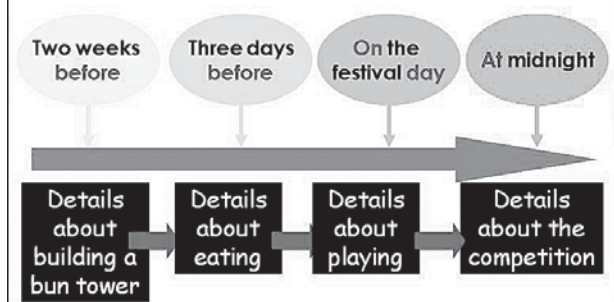 Two weeks
before
Three days
before
On the
festival day
At midnight
Details
about
building a
bun tower
Details
about
eating
Details
about
playing
Details
about the
competition